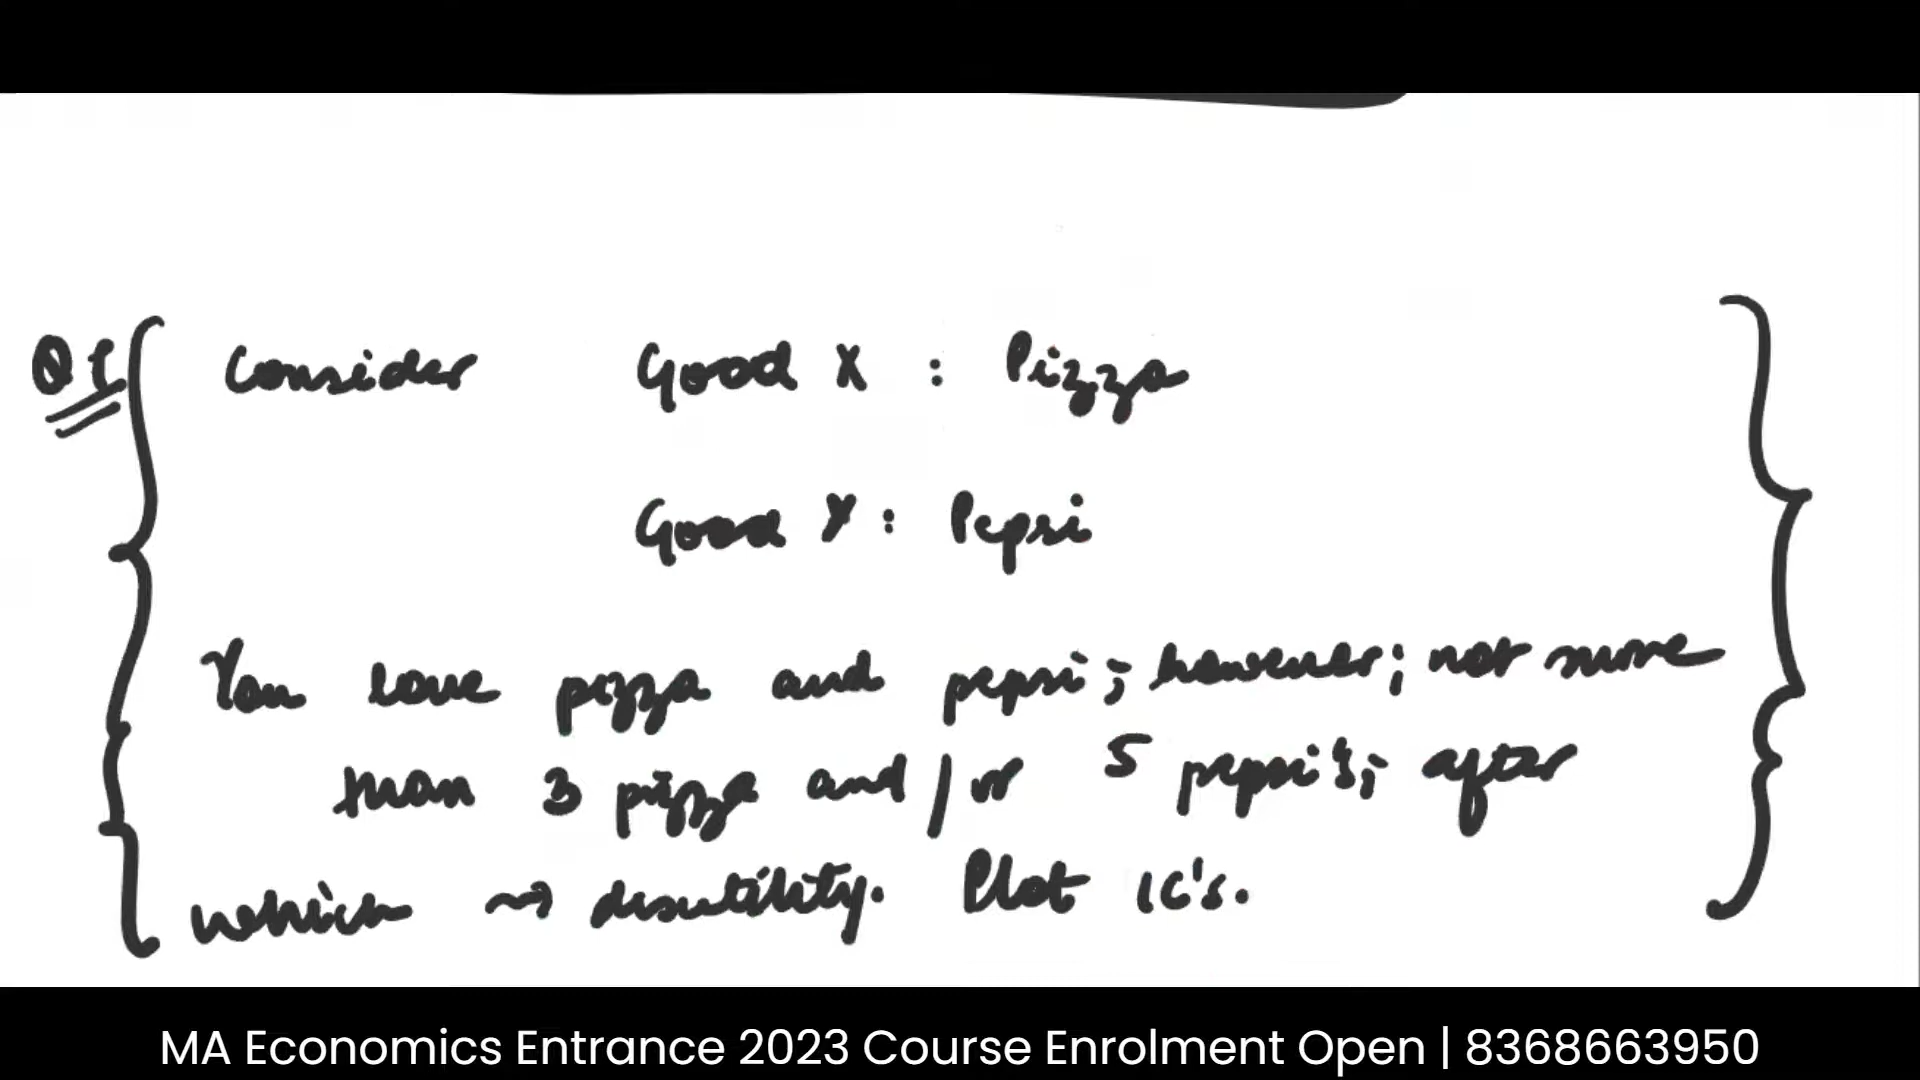 Q1 Consider Good X : Pizza
Good Y : Pepsi
You love pizza and pepsi; however; not more
than 3 pizza and/or 5 pepsi's; after
which ⇝ disutility. Plot IC's.
MA Economics Entrance 2023 Course Enrolment Open | 8368663950